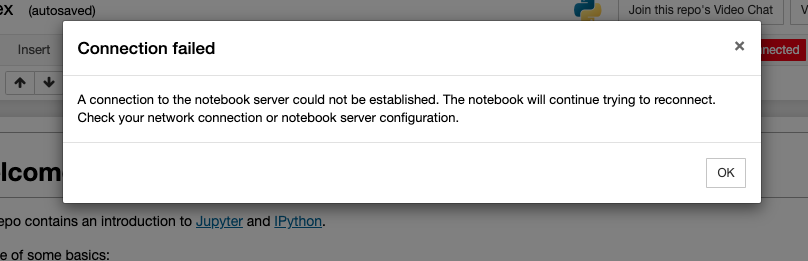 ex (autosaved)
Join this repo's Video Chat
V
Connection failed
×
Insert
nected
A connection to the notebook server could not be established. The notebook will continue trying to reconnect.
Check your network connection or notebook server configuration.
OK
elcom
epo contains an introduction to Jupyter and IPython.
e of some basics: